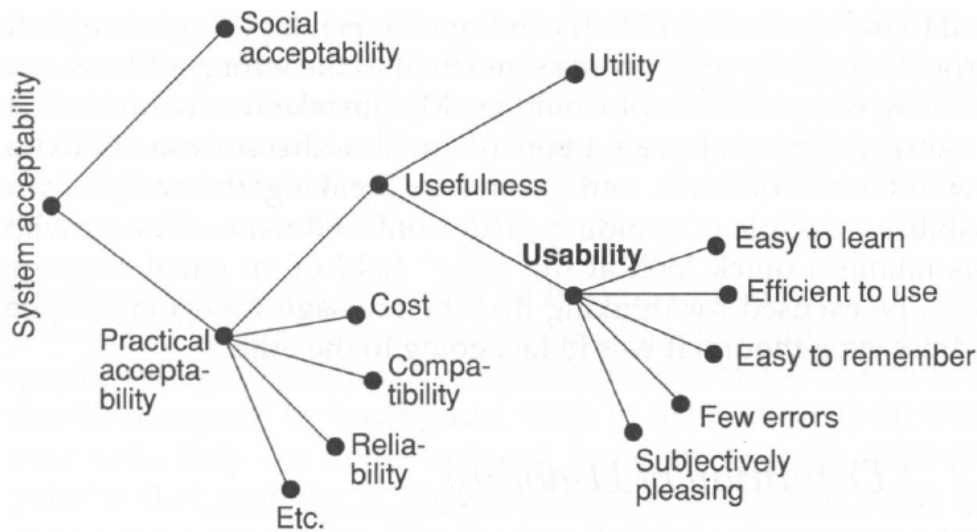 Social
acceptability
Utility
System acceptability
Usefulness
Usability
Easy to learn
Efficient to use
Easy to remember
Few errors
Subjectively
pleasing
Practical
accepta-
bility
Cost
Compa-
tibility
Relia-
bility
Etc.